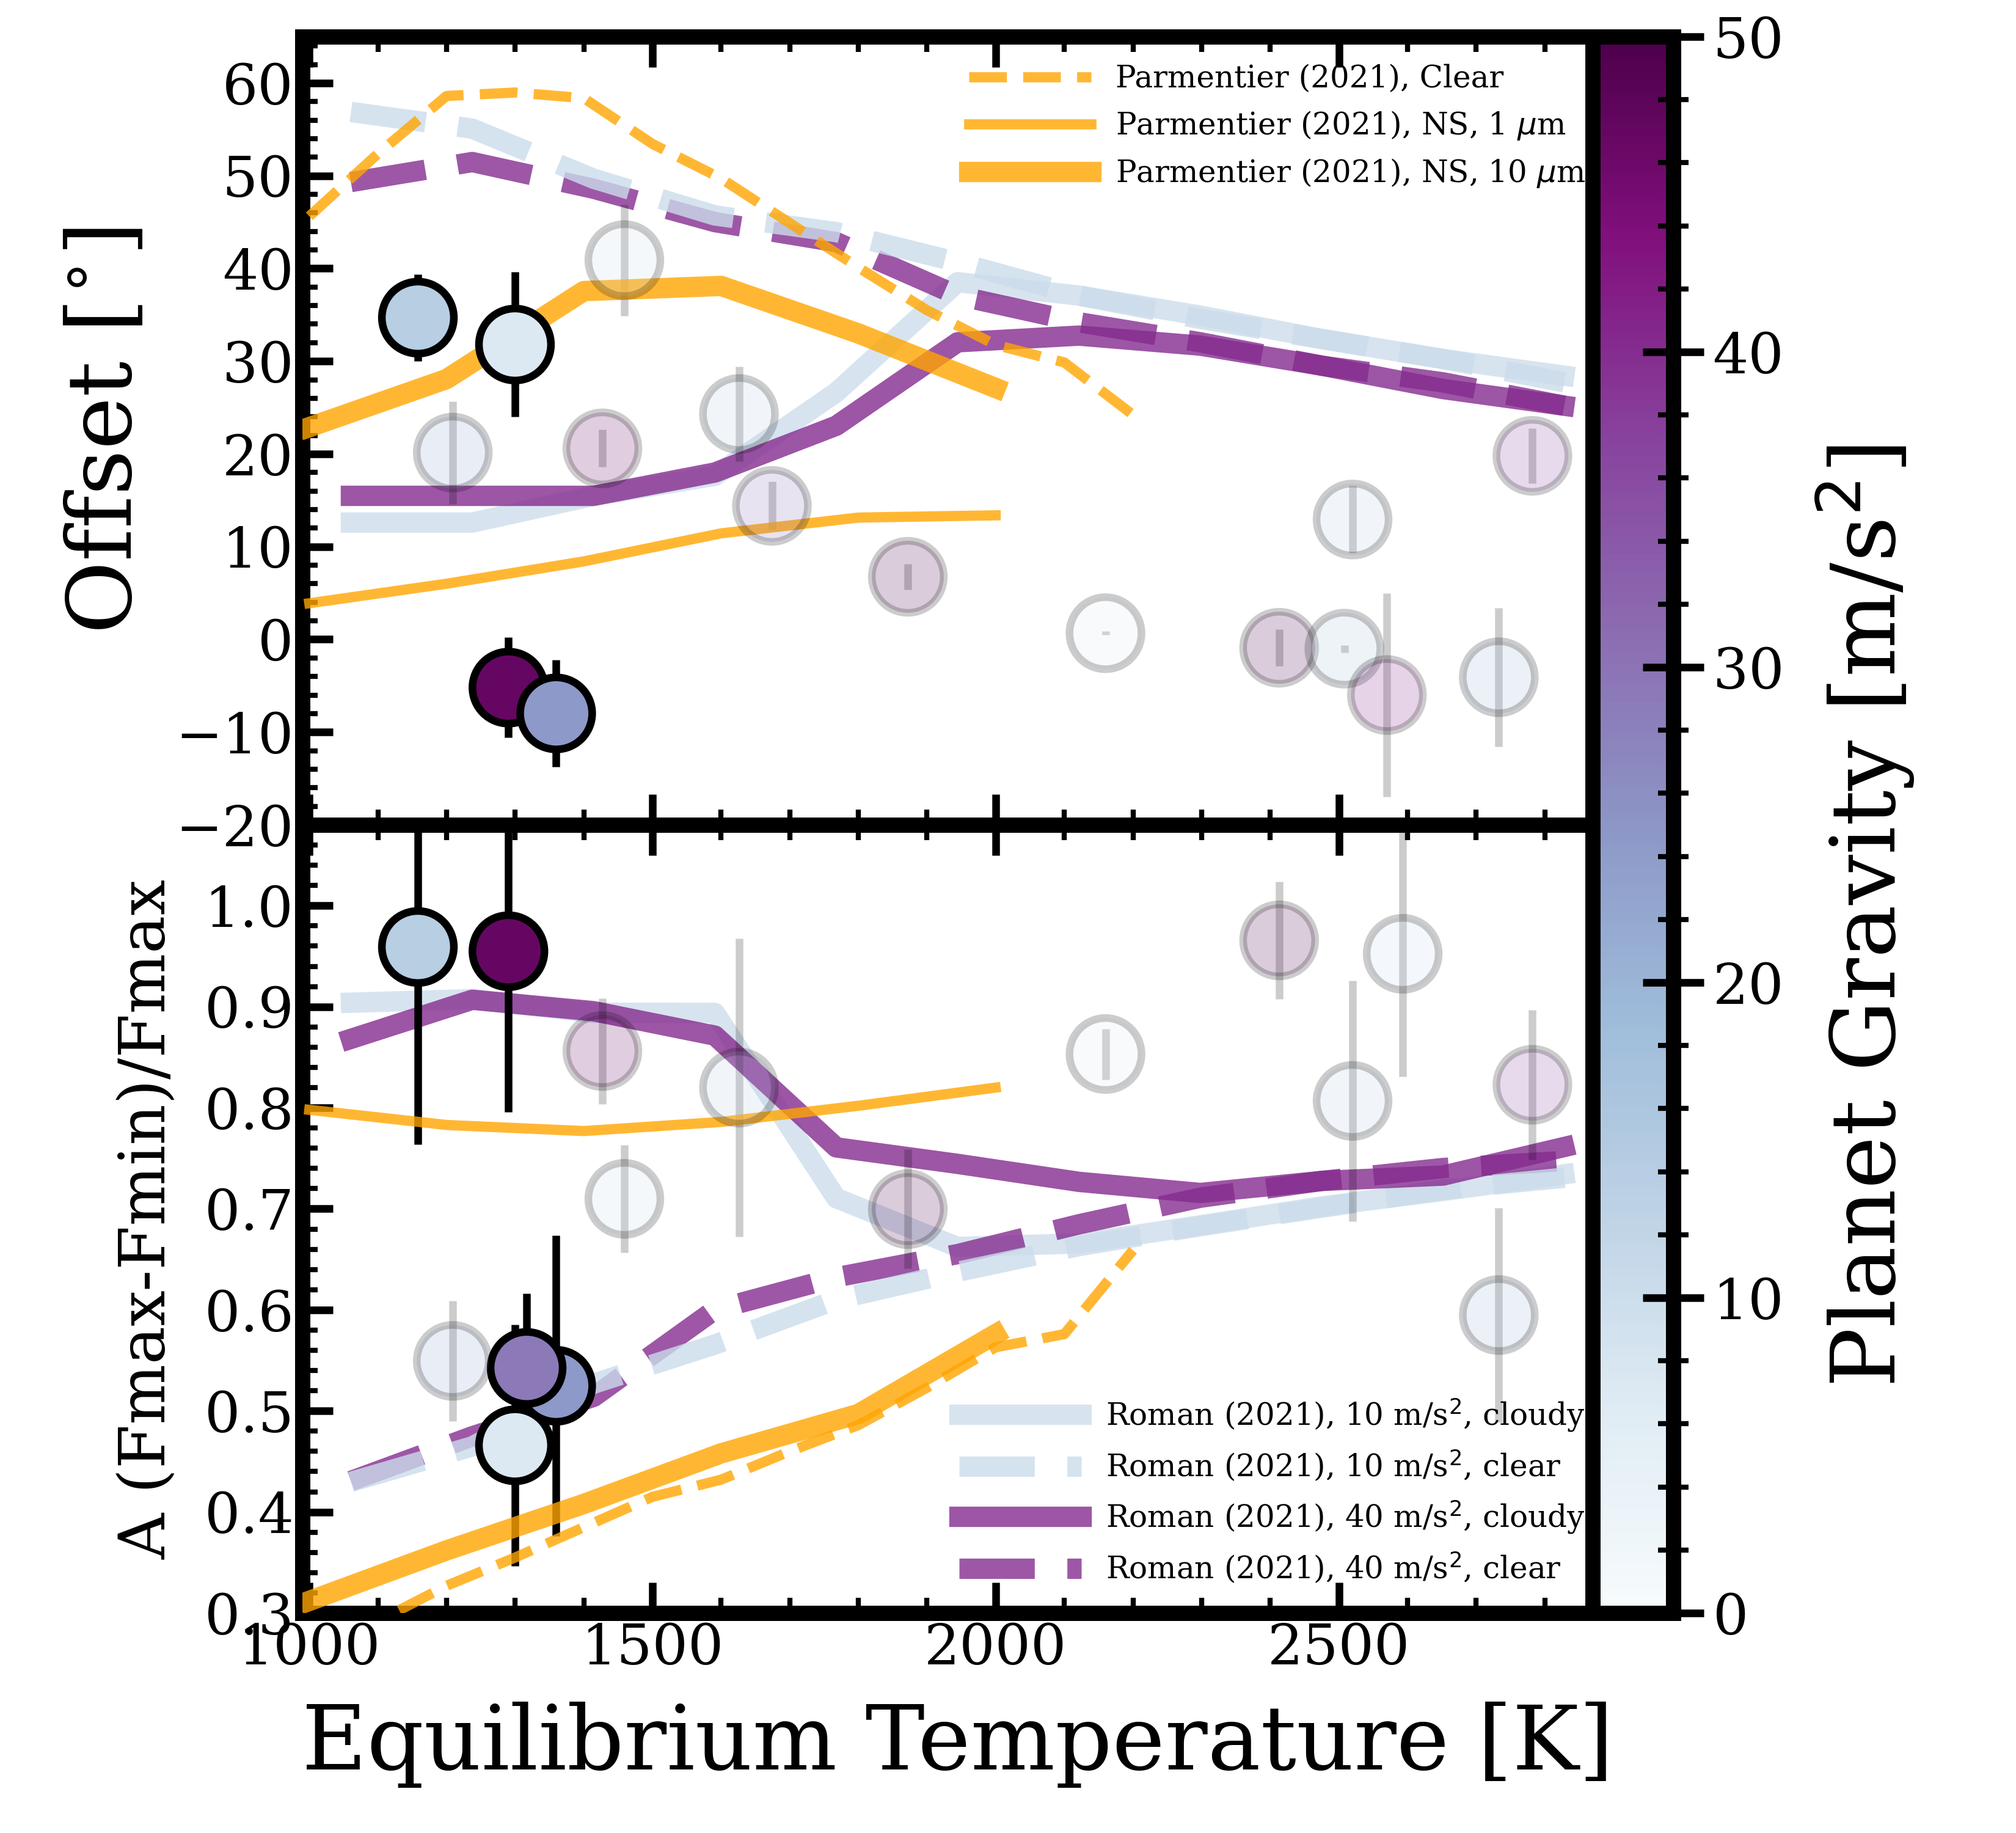 60
50
40
30
20
10
0
−10
−20
Offset [°]
Parmentier (2021), Clear
Parmentier (2021), NS, 1 μm
Parmentier (2021), NS, 10 μm
1.0
0.9
0.8
0.7
0.6
0.5
0.4
0.3
A (Fmax-Fmin)/Fmax
Roman (2021), 10 m/s², cloudy
Roman (2021), 10 m/s², clear
Roman (2021), 40 m/s², cloudy
Roman (2021), 40 m/s², clear
1000 1500 2000 2500
Equilibrium Temperature [K]
50
40
30
20
10
0
Planet Gravity [m/s²]